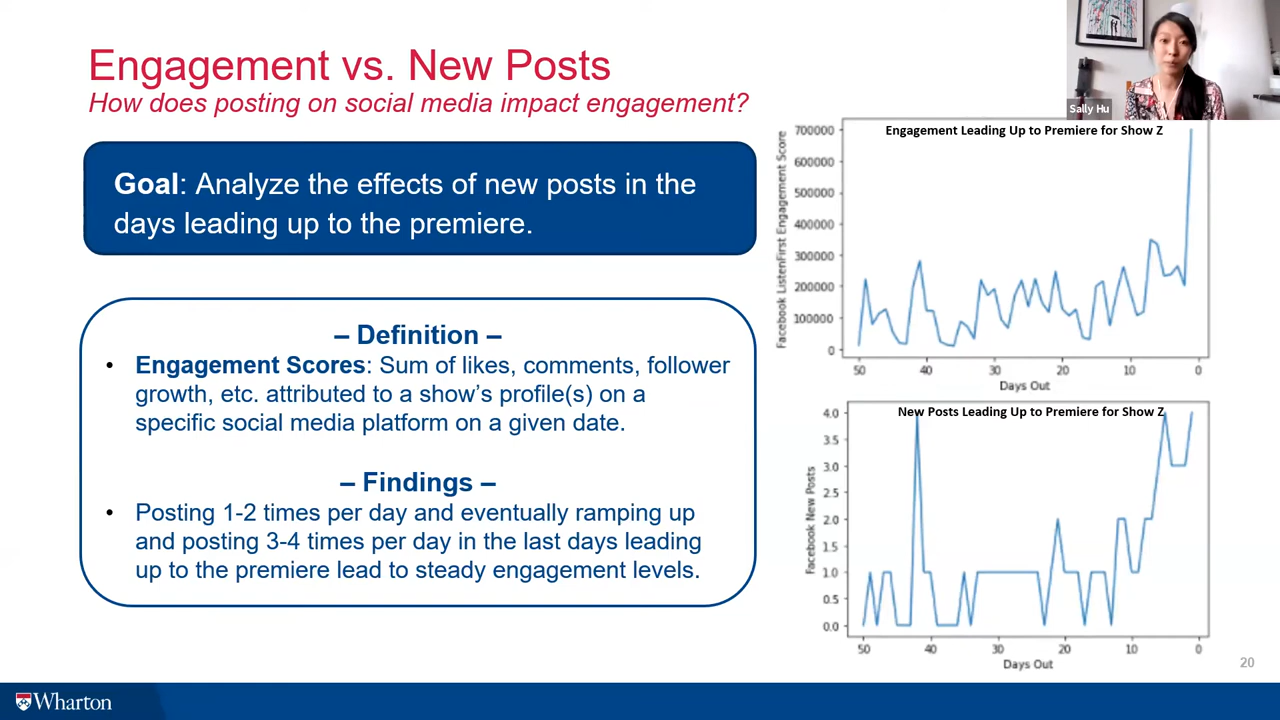 Engagement vs. New Posts
How does posting on social media impact engagement?
Goal: Analyze the effects of new posts in the
days leading up to the premiere.
– Definition –
• Engagement Scores: Sum of likes, comments, follower
growth, etc. attributed to a show's profile(s) on a
specific social media platform on a given date.
– Findings –
• Posting 1-2 times per day and eventually ramping up
and posting 3-4 times per day in the last days leading
up to the premiere lead to steady engagement levels.
Sally Hu
Engagement Leading Up to Premiere for Show Z
Facebook ListenFirst Engagement Score
700000
600000
500000
400000
300000
200000
100000
0
50 40 30 20 10 0
Days Out
New Posts Leading Up to Premiere for Show Z
Facebook New Posts
4.0
3.5
3.0
2.5
2.0
1.5
1.0
0.5
0.0
50 40 30 20 10 0
Days Out
20
Wharton